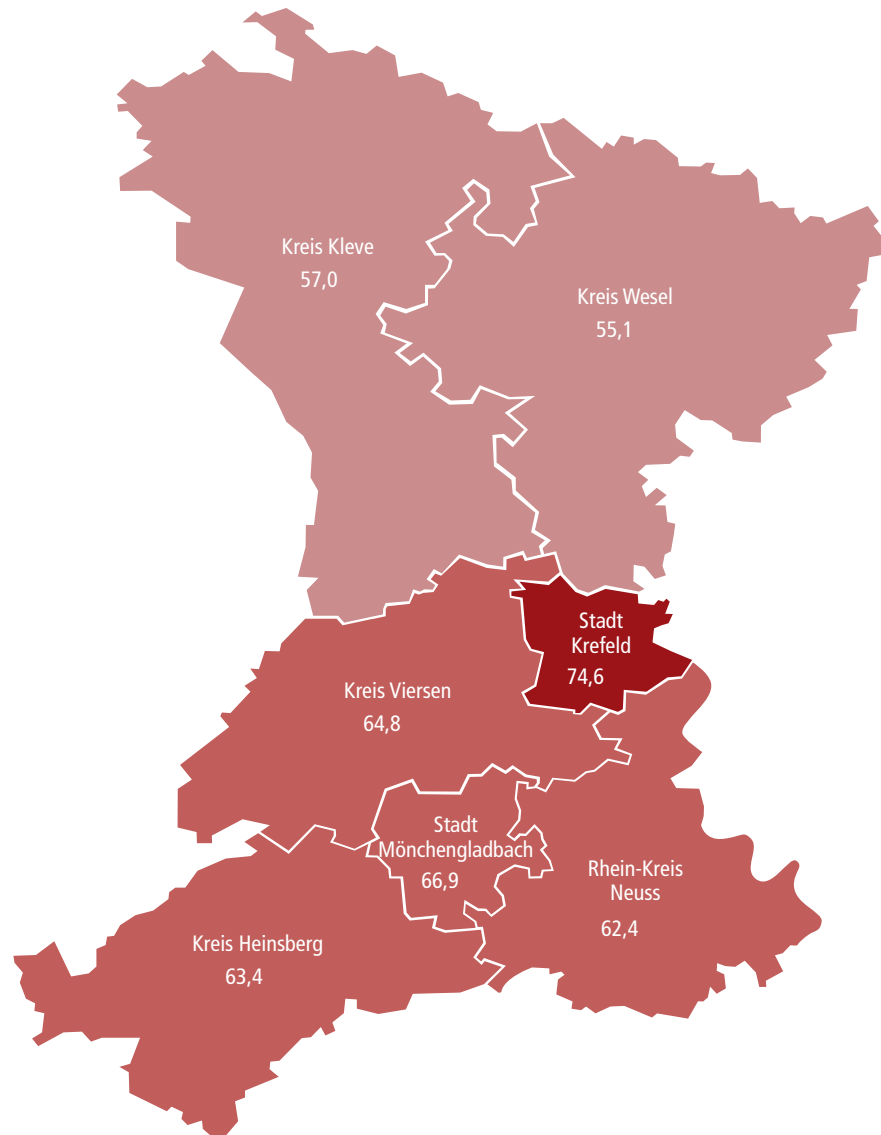 Kreis Kleve
57,0
Kreis Wesel
55,1
Stadt
Krefeld
74,6
Kreis Viersen
64,8
Stadt
Mönchengladbach
66,9
Rhein-Kreis
Neuss
62,4
Kreis Heinsberg
63,4